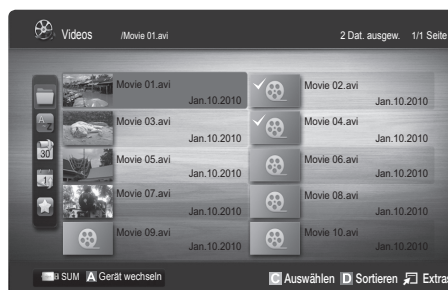 Videos /Movie 01.avi 2 Dat. ausgew. 1/1 Seite
Movie 01.avi
Jan.10.2010
Movie 02.avi
Jan.10.2010
Movie 03.avi
Jan.10.2010
Movie 04.avi
Jan.10.2010
Movie 05.avi
Jan.10.2010
Movie 06.avi
Jan.10.2010
Movie 07.avi
Jan.10.2010
Movie 08.avi
Jan.10.2010
Movie 09.avi
Jan.10.2010
Movie 10.avi
Jan.10.2010
30
SUM A Gerät wechseln C Auswählen D Sortieren Extras